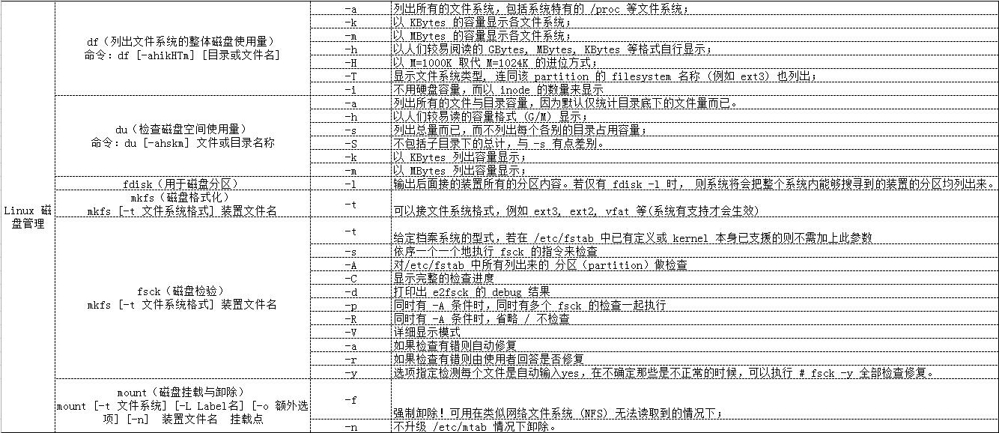 Linux 磁
盘管理
df（列出文件系统的整体磁盘使用量）
命令：df [-ahikHTm] [目录或文件名]
-a 列出所有的文件系统，包括系统特有的 /proc 等文件系统；
-k 以 KBytes 的容量显示各文件系统；
-m 以 MBytes 的容量显示各文件系统；
-h 以人们较易阅读的 GBytes, MBytes, KBytes 等格式自行显示；
-H 以 M=1000K 取代 M=1024K 的进位方式；
-T 显示文件系统类型, 连同该 partition 的 filesystem 名称 (例如 ext3) 也列出；
-i 不用硬盘容量，而以 inode 的数量来显示
du（检查磁盘空间使用量）
命令：du [-ahskm] 文件或目录名称
-a 列出所有的文件与目录容量，因为默认仅统计目录底下的文件量而已。
-h 以人们较易读的容量格式 (G/M) 显示；
-s 列出总量而已，而不列出每个各别的目录占用容量；
-S 不包括子目录下的总计，与 -s 有点差别。
-k 以 KBytes 列出容量显示；
-m 以 MBytes 列出容量显示；
fdisk（用于磁盘分区）
-l 输出后面接的装置所有的分区内容。若仅有 fdisk -l 时， 则系统将会把整个系统内能够搜寻到的装置的分区均列出来。
mkfs（磁盘格式化）
mkfs [-t 文件系统格式] 装置文件名
-t 可以接文件系统格式，例如 ext3, ext2, vfat 等(系统有支持才会生效)
fsck（磁盘检验）
mkfs [-t 文件系统格式] 装置文件名
-t 给定档案系统的型式，若在 /etc/fstab 中已有定义或 kernel 本身已支援的则不需加上此参数
-s 依序一个一个地执行 fsck 的指令来检查
-A 对/etc/fstab 中所有列出来的 分区（partition）做检查
-C 显示完整的检查进度
-d 打印出 e2fsck 的 debug 结果
-p 同时有 -A 条件时，同时有多个 fsck 的检查一起执行
-R 同时有 -A 条件时，省略 / 不检查
-V 详细显示模式
-a 如果检查有错则自动修复
-r 如果检查有错则由使用者回答是否修复
-y 选项指定检测每个文件是自动输入yes，在不确定那些是不正常的时候，可以执行 # fsck -y 全部检查修复。
mount（磁盘挂载与卸除）
mount [-t 文件系统] [-L Label名] [-o 额外选
项] [-n] 装置文件名 挂载点
-f 强制卸除！可用在类似网络文件系统 (NFS) 无法读取到的情况下；
-n 不升级 /etc/mtab 情况下卸除。